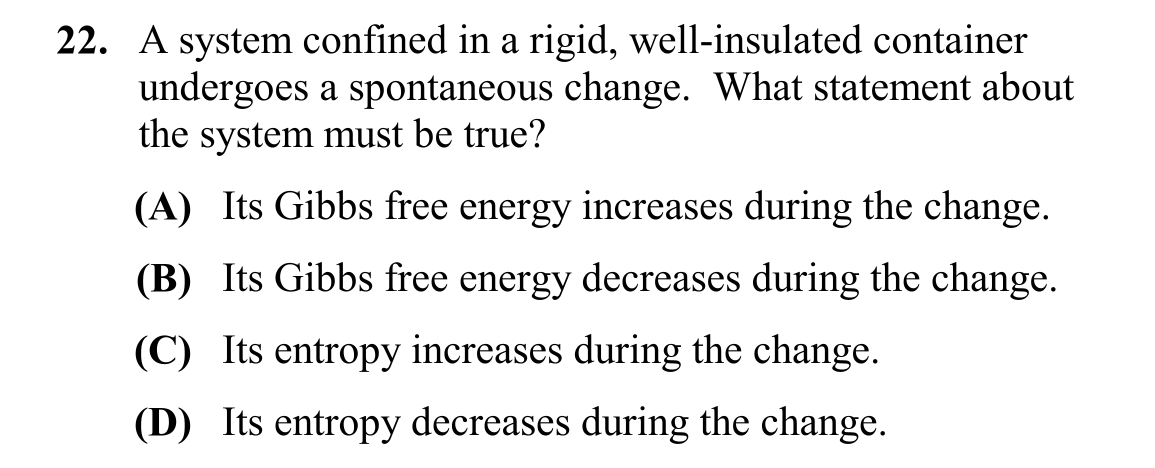 22. A system confined in a rigid, well-insulated container
undergoes a spontaneous change. What statement about
the system must be true?
(A) Its Gibbs free energy increases during the change.
(B) Its Gibbs free energy decreases during the change.
(C) Its entropy increases during the change.
(D) Its entropy decreases during the change.